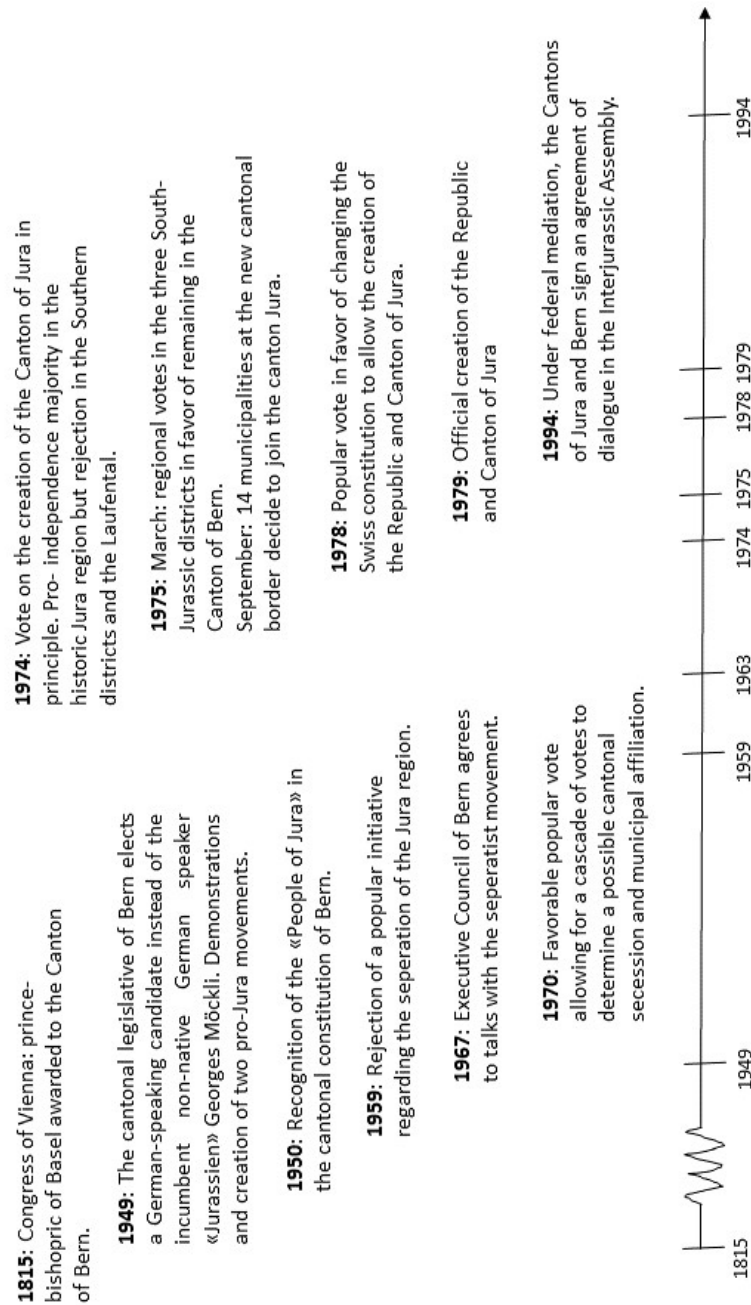 1815: Congress of Vienna: prince-
bishopric of Basel awarded to the Canton
of Bern.
1949: The cantonal legislative of Bern elects
a German-speaking candidate instead of the
incumbent non-native German speaker
«Jurassien» Georges Möckli. Demonstrations
and creation of two pro-Jura movements.
1950: Recognition of the «People of Jura» in
the cantonal constitution of Bern.
1959: Rejection of a popular initiative
regarding the seperation of the Jura region.
1967: Executive Council of Bern agrees
to talks with the seperatist movement.
1970: Favorable popular vote
allowing for a cascade of votes to
determine a possible cantonal
secession and municipal affiliation.
1974: Vote on the creation of the Canton of Jura in
principle. Pro- independence majority in the
historic Jura region but rejection in the Southern
districts and the Laufental.
1975: March: regional votes in the three South-
Jurassic districts in favor of remaining in the
Canton of Bern.
September: 14 municipalities at the new cantonal
border decide to join the canton Jura.
1978: Popular vote in favor of changing the
Swiss constitution to allow the creation of
the Republic and Canton of Jura.
1979: Official creation of the Republic
and Canton of Jura
1994: Under federal mediation, the Cantons
of Jura and Bern sign an agreement of
dialogue in the Interjurassic Assembly.
1815
1949
1959
1963
1974
1975
1978
1979
1994